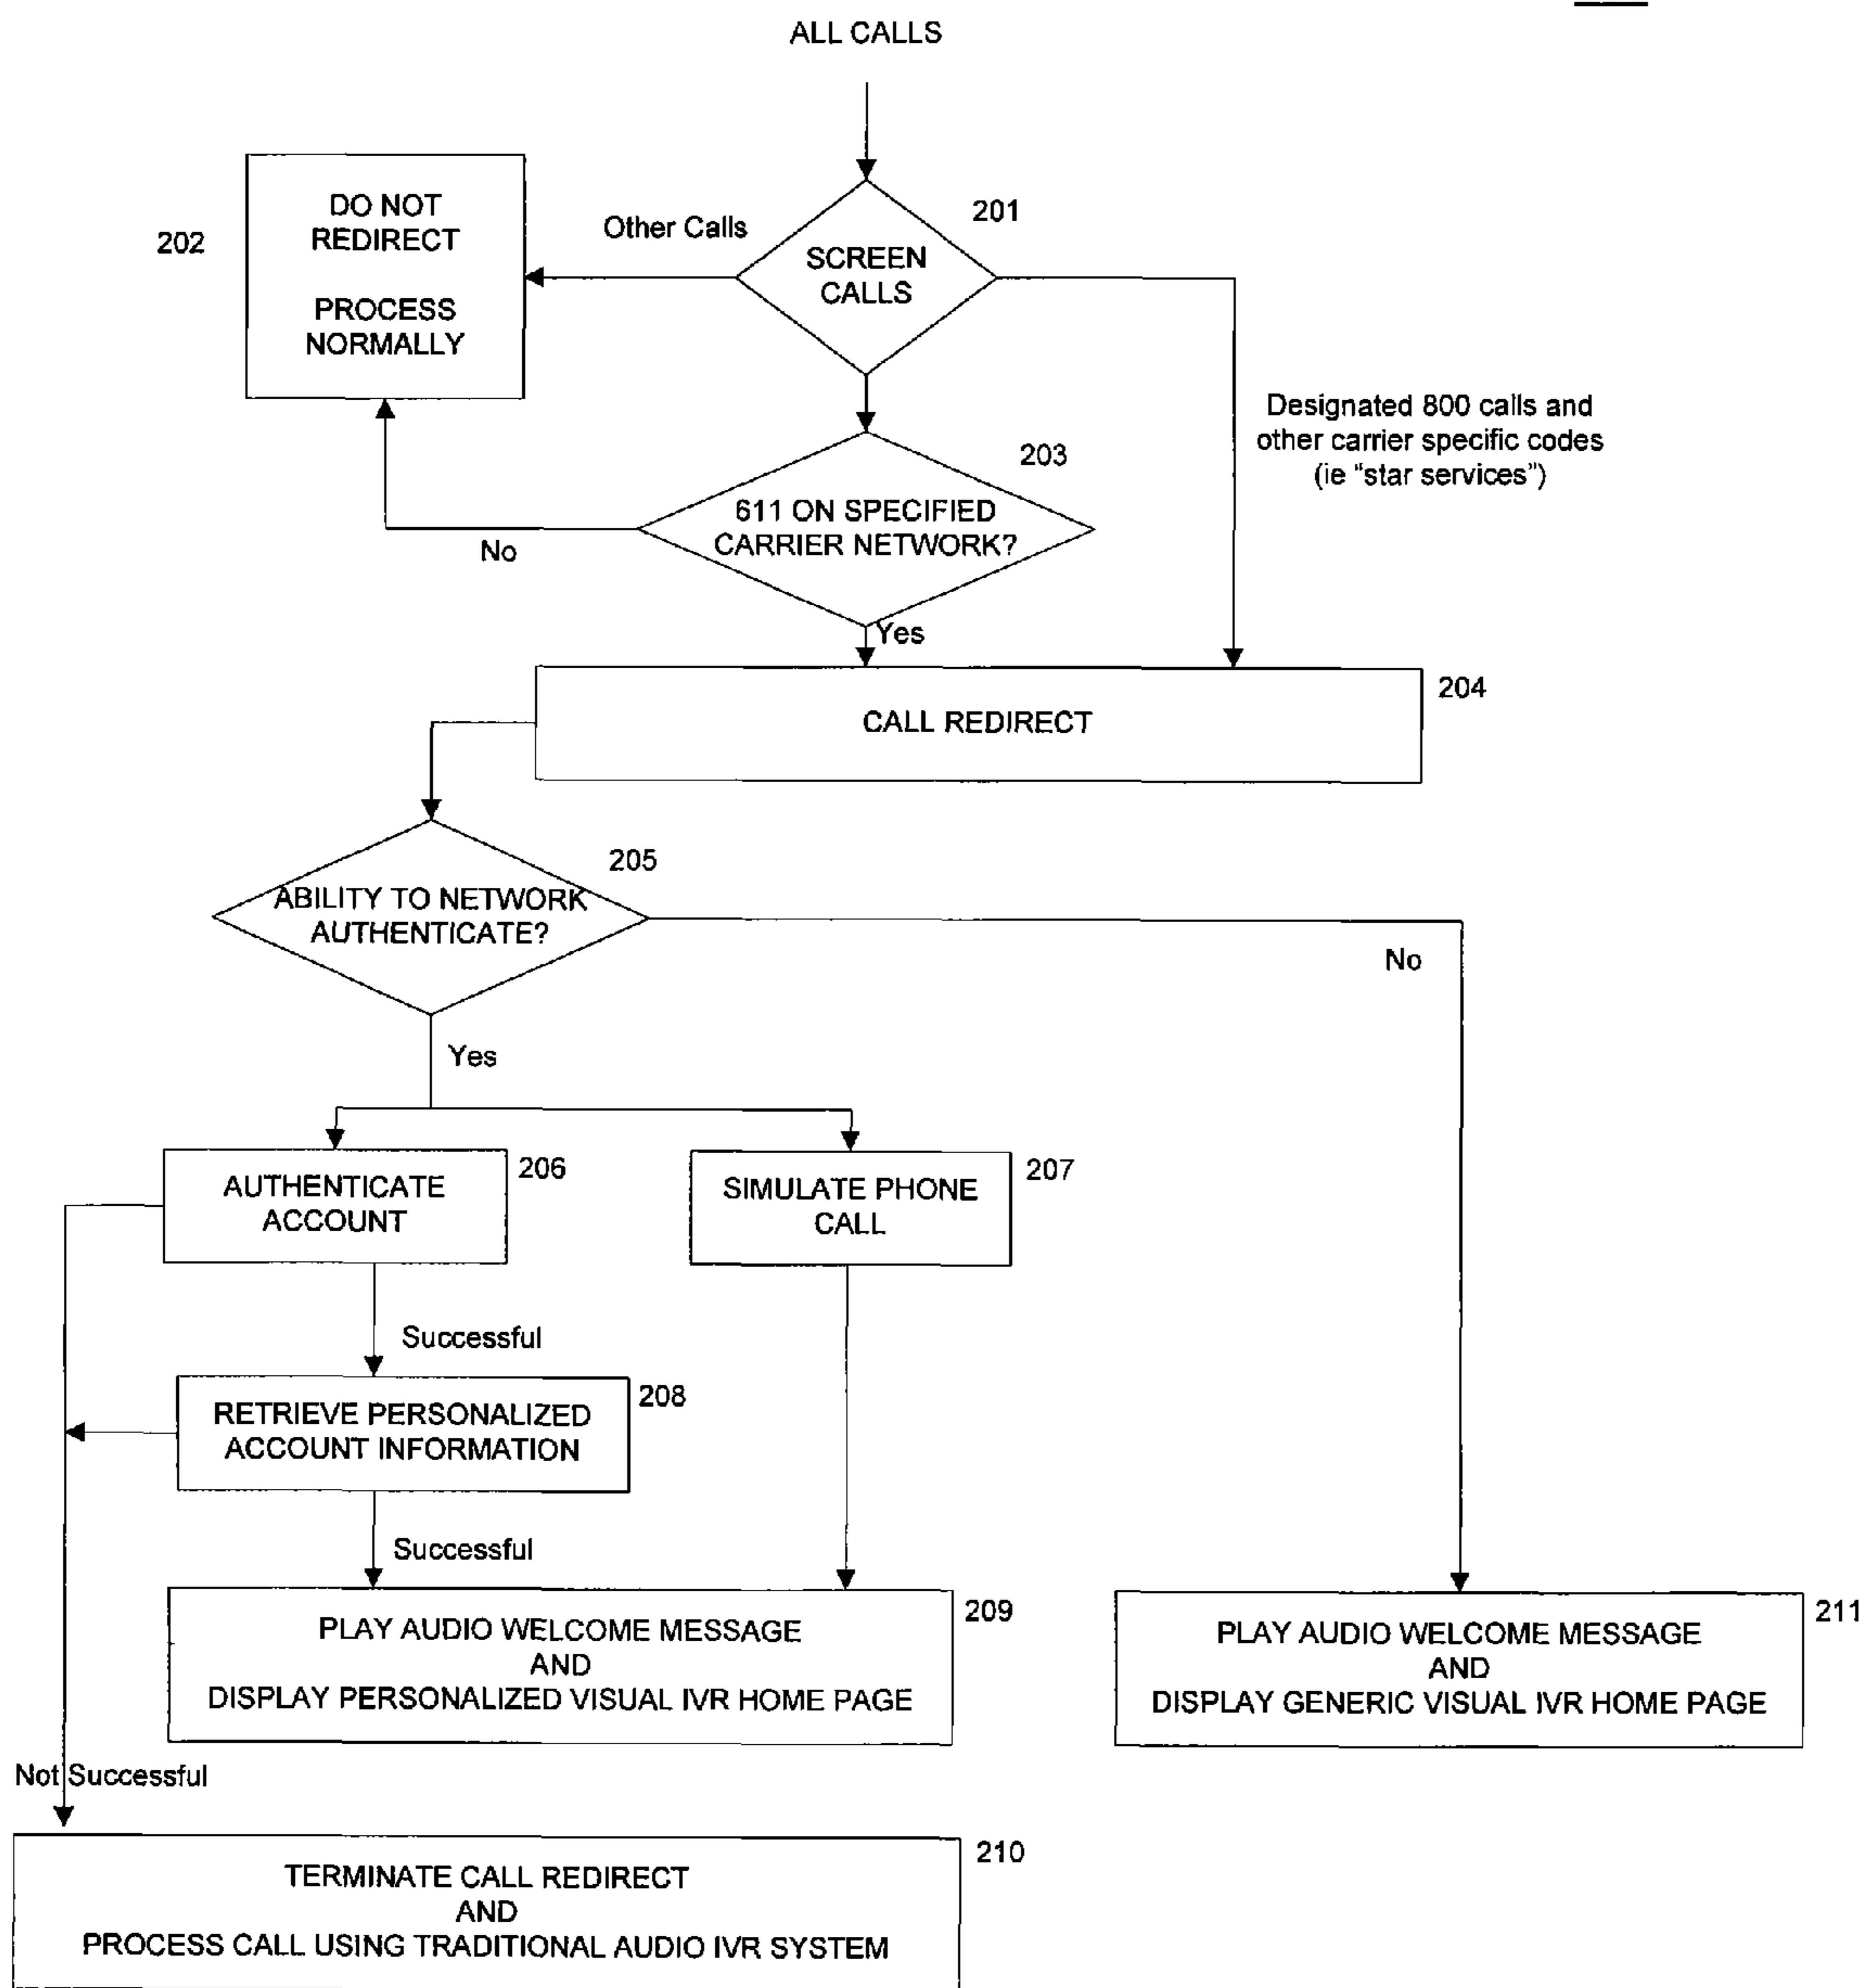 ALL CALLS
201
SCREEN
CALLS
Other Calls
202
DO NOT
REDIRECT
PROCESS
NORMALLY
Designated 800 calls and
other carrier specific codes
(ie "star services")
203
611 ON SPECIFIED
CARRIER NETWORK?
No
Yes
204
CALL REDIRECT
205
ABILITY TO NETWORK
AUTHENTICATE?
No
Yes
206
AUTHENTICATE
ACCOUNT
207
SIMULATE PHONE
CALL
Successful
208
RETRIEVE PERSONALIZED
ACCOUNT INFORMATION
Successful
209
PLAY AUDIO WELCOME MESSAGE
AND
DISPLAY PERSONALIZED VISUAL IVR HOME PAGE
211
PLAY AUDIO WELCOME MESSAGE
AND
DISPLAY GENERIC VISUAL IVR HOME PAGE
Not Successful
210
TERMINATE CALL REDIRECT
AND
PROCESS CALL USING TRADITIONAL AUDIO IVR SYSTEM